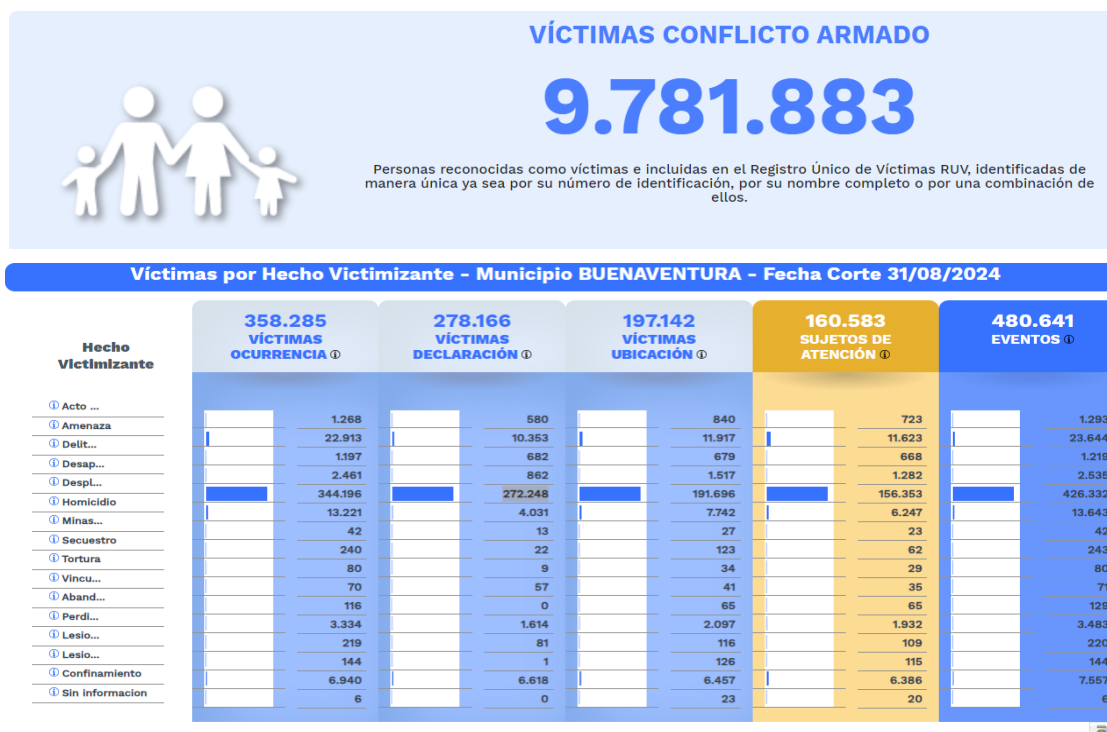 VÍCTIMAS CONFLICTO ARMADO
9.781.883
Personas reconocidas como víctimas e incluidas en el Registro Único de Víctimas RUV, identificadas de
manera única ya sea por su número de identificación, por su nombre completo o por una combinación de
ellos.
Víctimas por Hecho Victimizante - Municipio BUENAVENTURA - Fecha Corte 31/08/2024
Hecho
Victimizante
358.285
VÍCTIMAS
OCURRENCIA
278.166
VÍCTIMAS
DECLARACIÓN
197.142
VÍCTIMAS
UBICACIÓN
160.583
SUJETOS DE
ATENCIÓN
480.641
EVENTOS
Acto ... 1.268 580 840 723 1.293
Amenaza 22.913 10.353 11.917 11.623 23.644
Delit... 1.197 682 679 668 1.219
Desap... 2.461 862 1.517 1.282 2.535
Despl... 344.196 272.248 191.696 156.353 426.332
Homicidio 13.221 4.031 7.742 6.247 13.643
Minas... 42 13 27 23 42
Secuestro 240 22 123 62 243
Tortura 80 9 34 29 80
Vincu... 70 57 41 35 71
Aband... 116 0 65 65 129
Perdi... 3.334 1.614 2.097 1.932 3.483
Lesio... 219 81 116 109 220
Lesio... 144 1 126 115 144
Confinamiento 6.940 6.618 6.457 6.386 7.557
Sin informacion 6 0 23 20 6